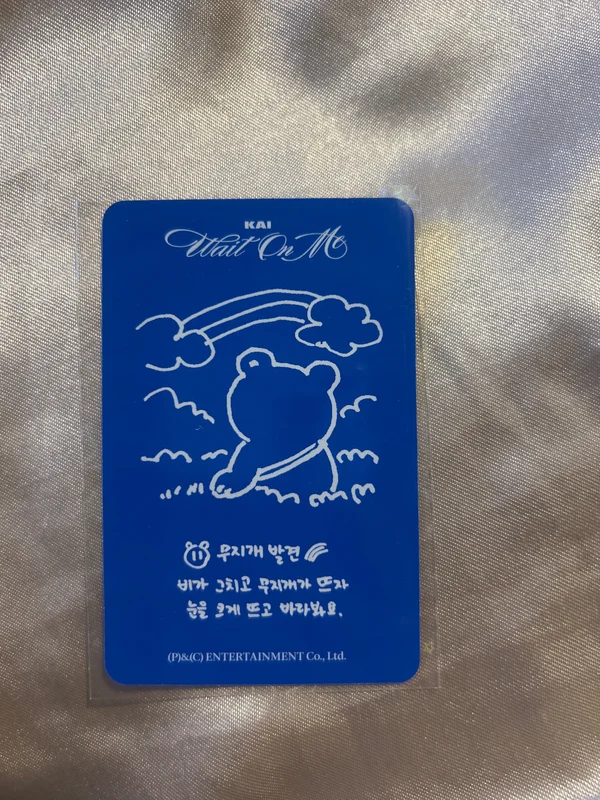 KAI
Wait On Me
무지개 발견
비가 그치고 무지개가 뜨자
눈을 크게 뜨고 바라봐요.
(P)&(C) ENTERTAINMENT Co., Ltd.